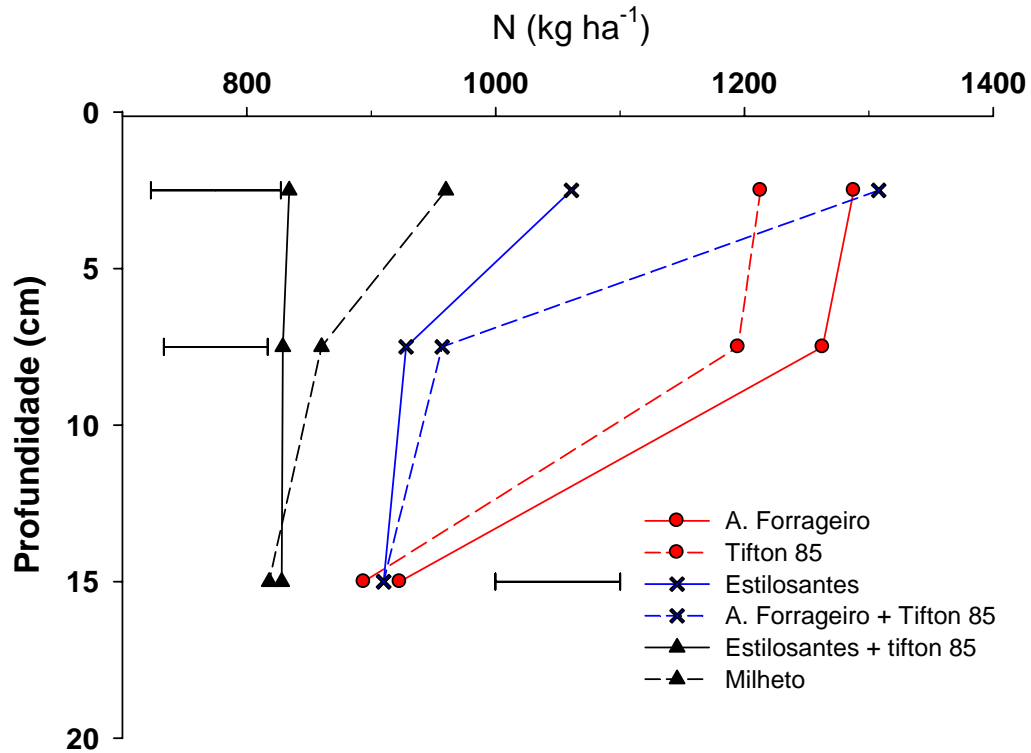 N (kg ha⁻¹)
800 1000 1200 1400
Profundidade (cm)
0
5
10
15
20
A. Forrageiro
Tifton 85
Estilosantes
A. Forrageiro + Tifton 85
Estilosantes + tifton 85
Milheto